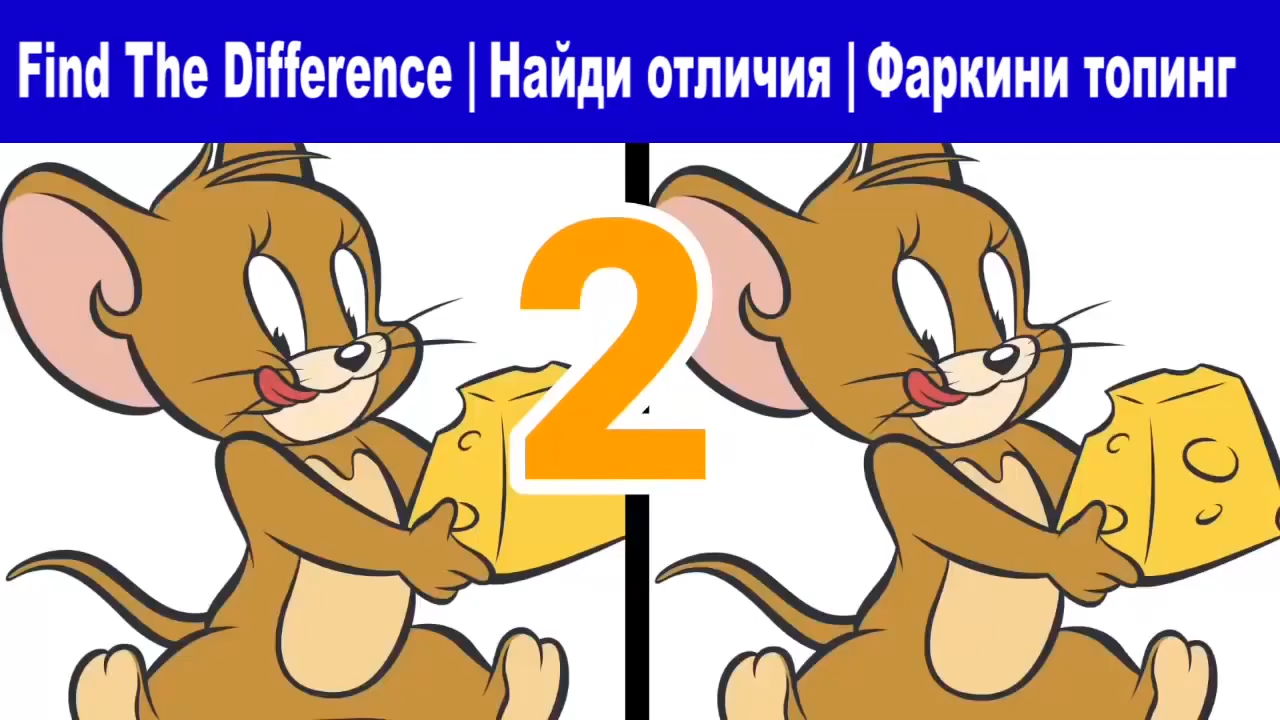 Find The Difference | Найди отличия | Фаркини топинг
2